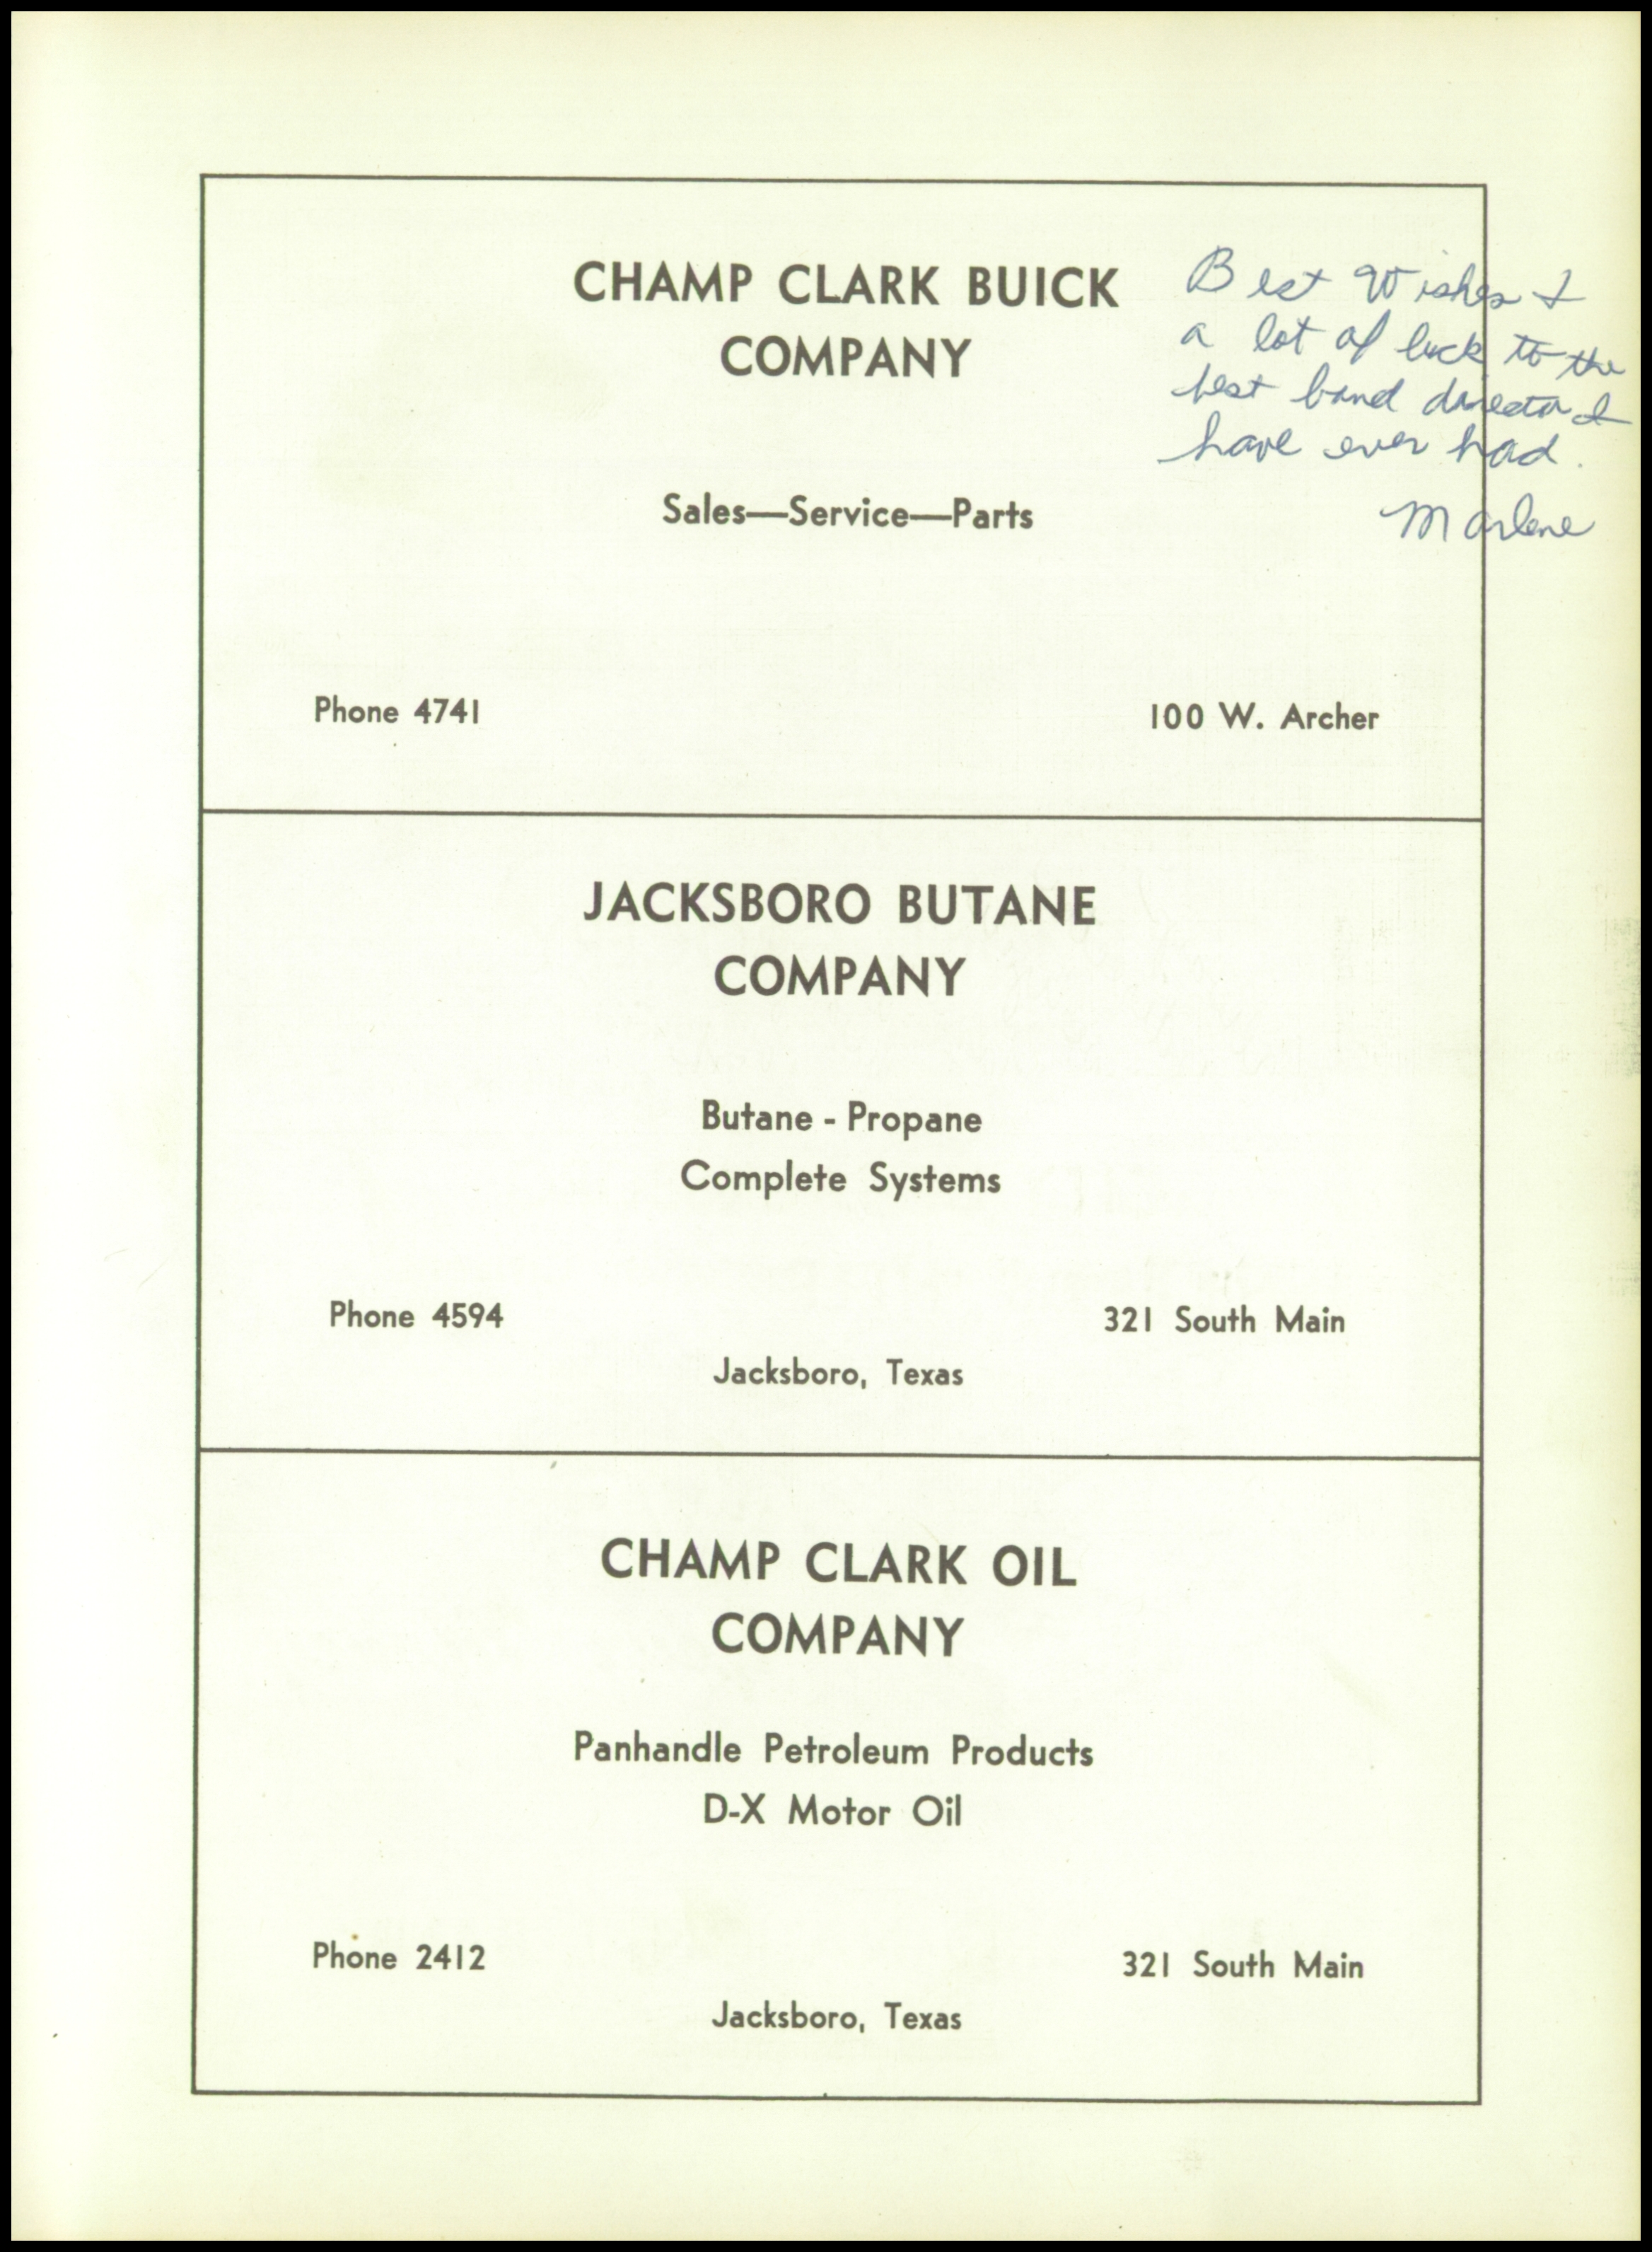 CHAMP CLARK BUICK
COMPANY
Sales—Service—Parts
Best Wishes &
a lot of luck to the
best band director I
have ever had.
Marlene
Phone 4741 100 W. Archer
JACKSBORO BUTANE
COMPANY
Butane - Propane
Complete Systems
Phone 4594 321 South Main
Jacksboro, Texas
CHAMP CLARK OIL
COMPANY
Panhandle Petroleum Products
D-X Motor Oil
Phone 2412 321 South Main
Jacksboro, Texas